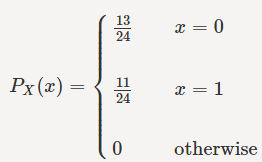 13/24 x = 0
P_X(x) = { 11/24 x = 1
0 otherwise